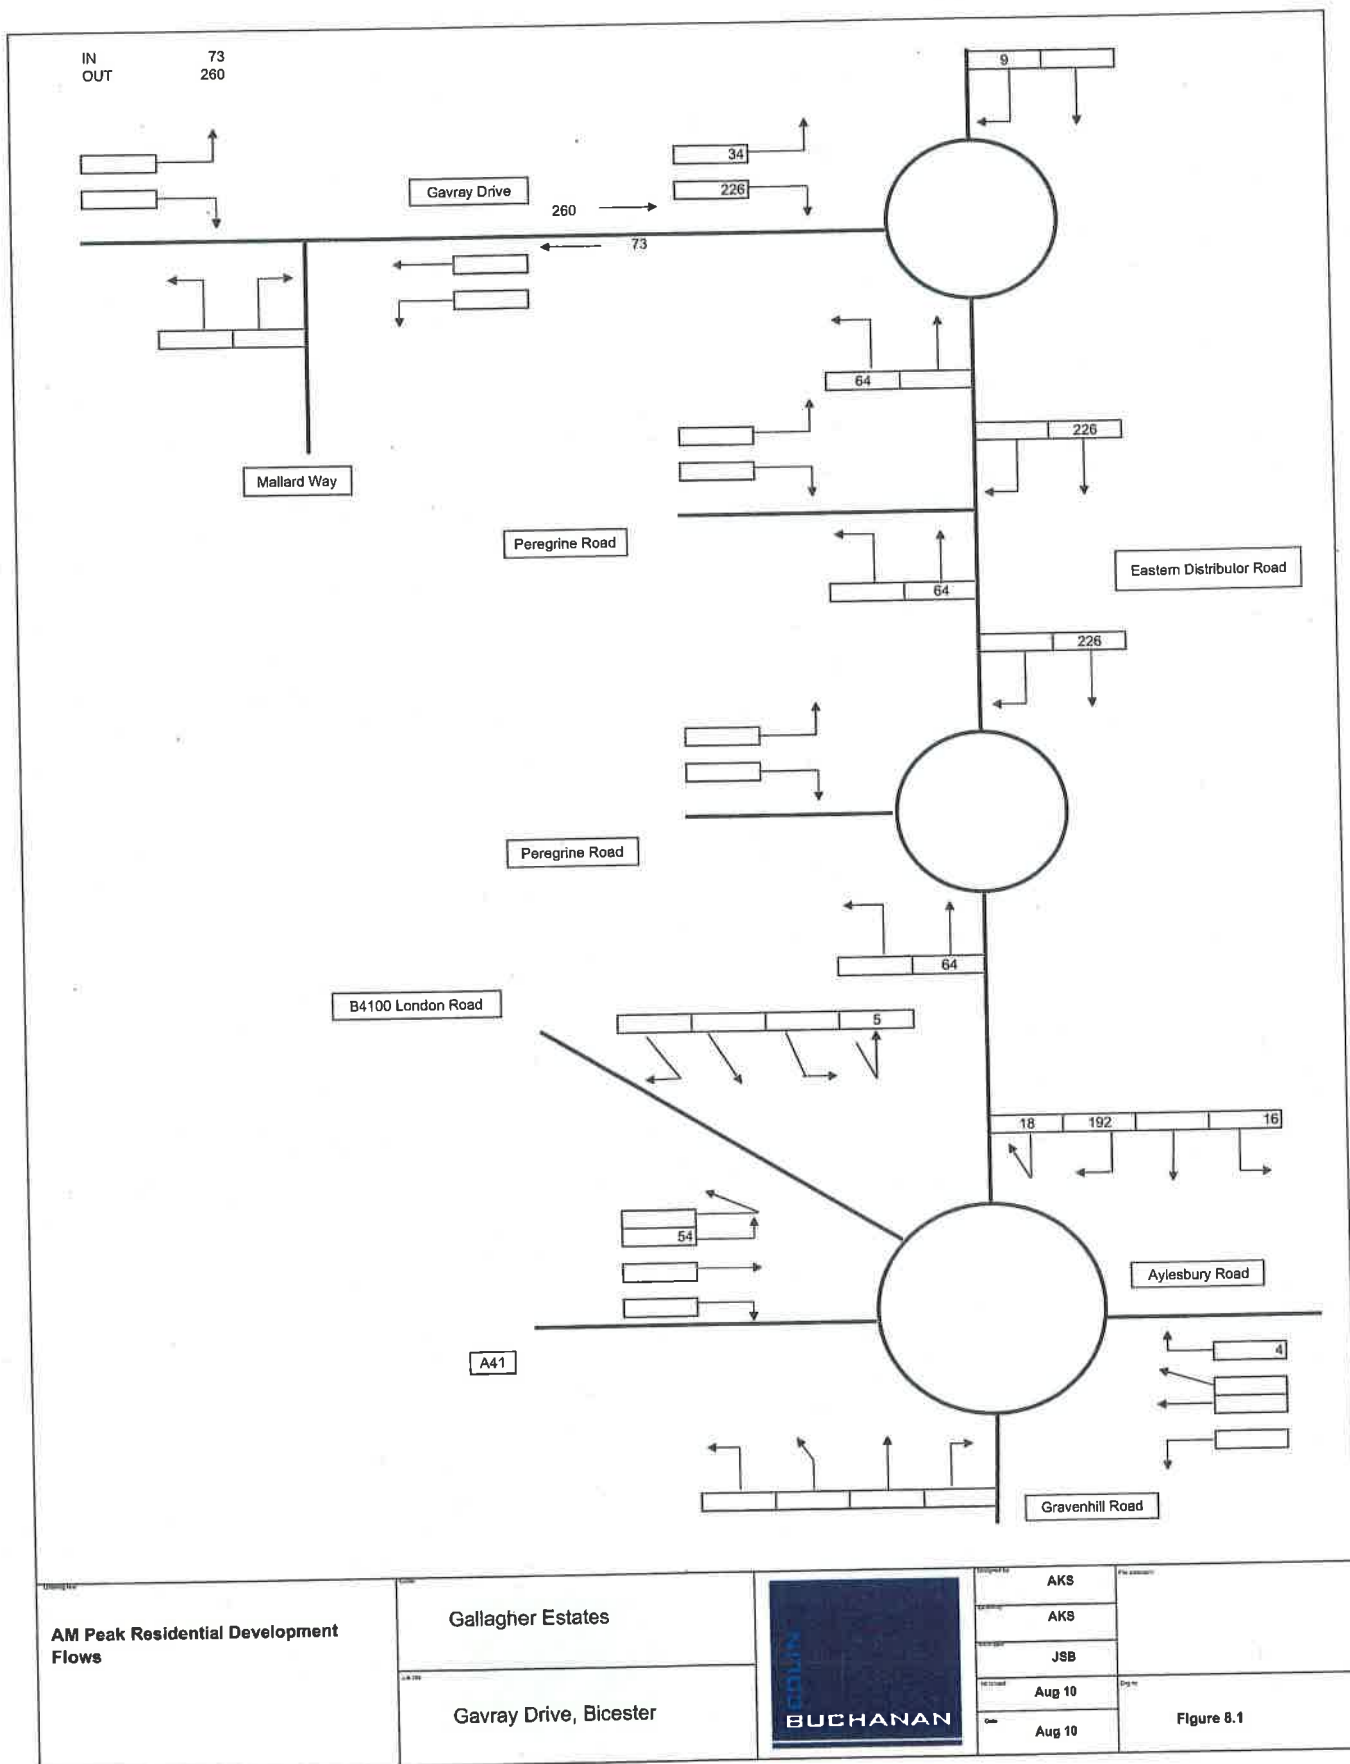 IN 73
OUT 260
9
34
Gavray Drive
226
260
73
64
226
Mallard Way
Peregrine Road
Eastern Distributor Road
64
226
Peregrine Road
64
B4100 London Road
5
18 192 16
54
Aylesbury Road
A41
4
Gravenhill Road
AM Peak Residential Development
Flows
Gallagher Estates
Gavray Drive, Bicester
COLIN
BUCHANAN
AKS
AKS
JSB
Aug 10
Date
Aug 10
Figure 8.1